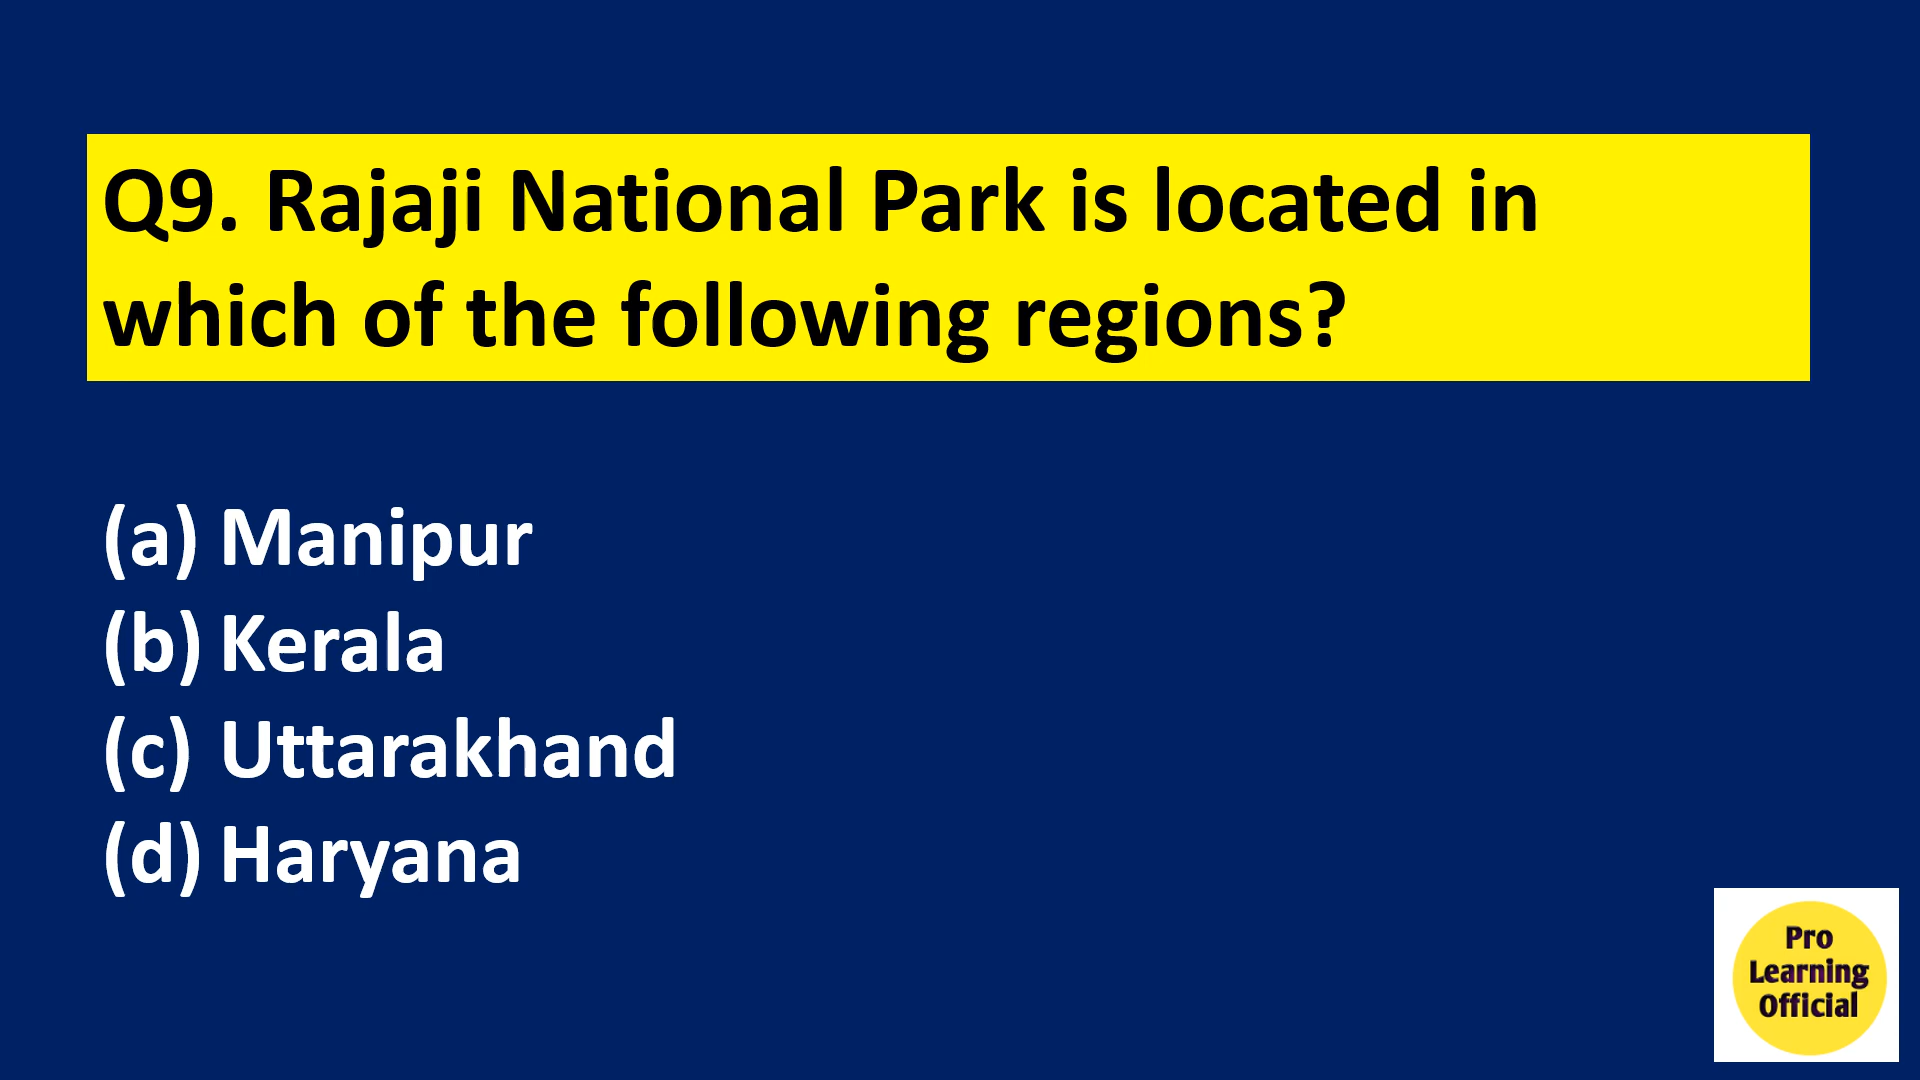 Q9. Rajaji National Park is located in
which of the following regions?
(a) Manipur
(b) Kerala
(c) Uttarakhand
(d) Haryana
Pro
Learning
Official